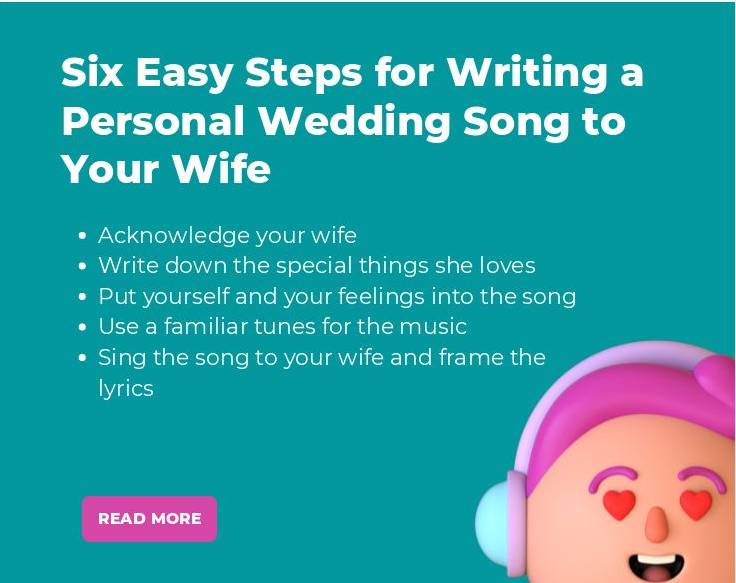 Six Easy Steps for Writing a
Personal Wedding Song to
Your Wife
• Acknowledge your wife
• Write down the special things she loves
• Put yourself and your feelings into the song
• Use a familiar tunes for the music
• Sing the song to your wife and frame the
lyrics
READ MORE